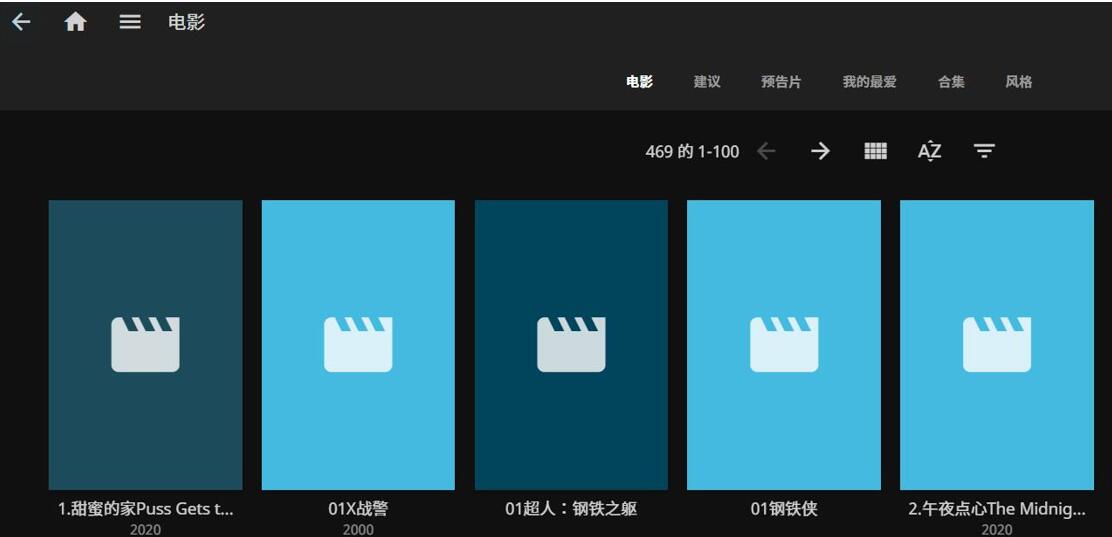 电影
电影 建议 预告片 我的最爱 合集 风格
469 的 1-100
1.甜蜜的家Puss Gets t...
2020
01X战警
2000
01超人：钢铁之躯
01钢铁侠
2.午夜点心The Midnig...
2020